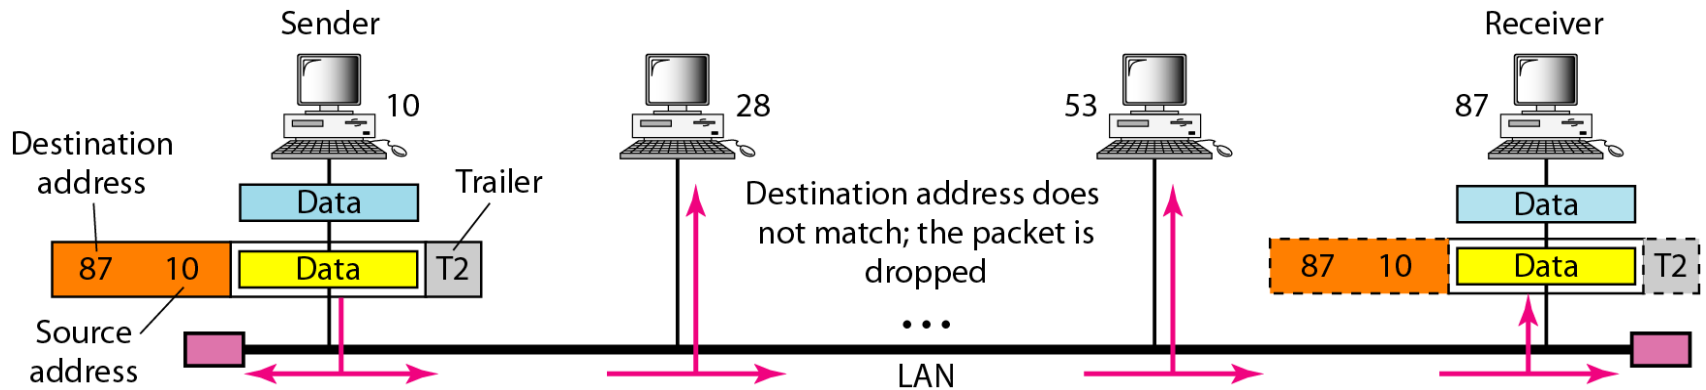 Sender
Receiver
10
28
53
87
Destination
address
Trailer
Data
87 10
Data
T2
Source
address
Destination address does
not match; the packet is
dropped
...
LAN
Data
87 10
Data
T2